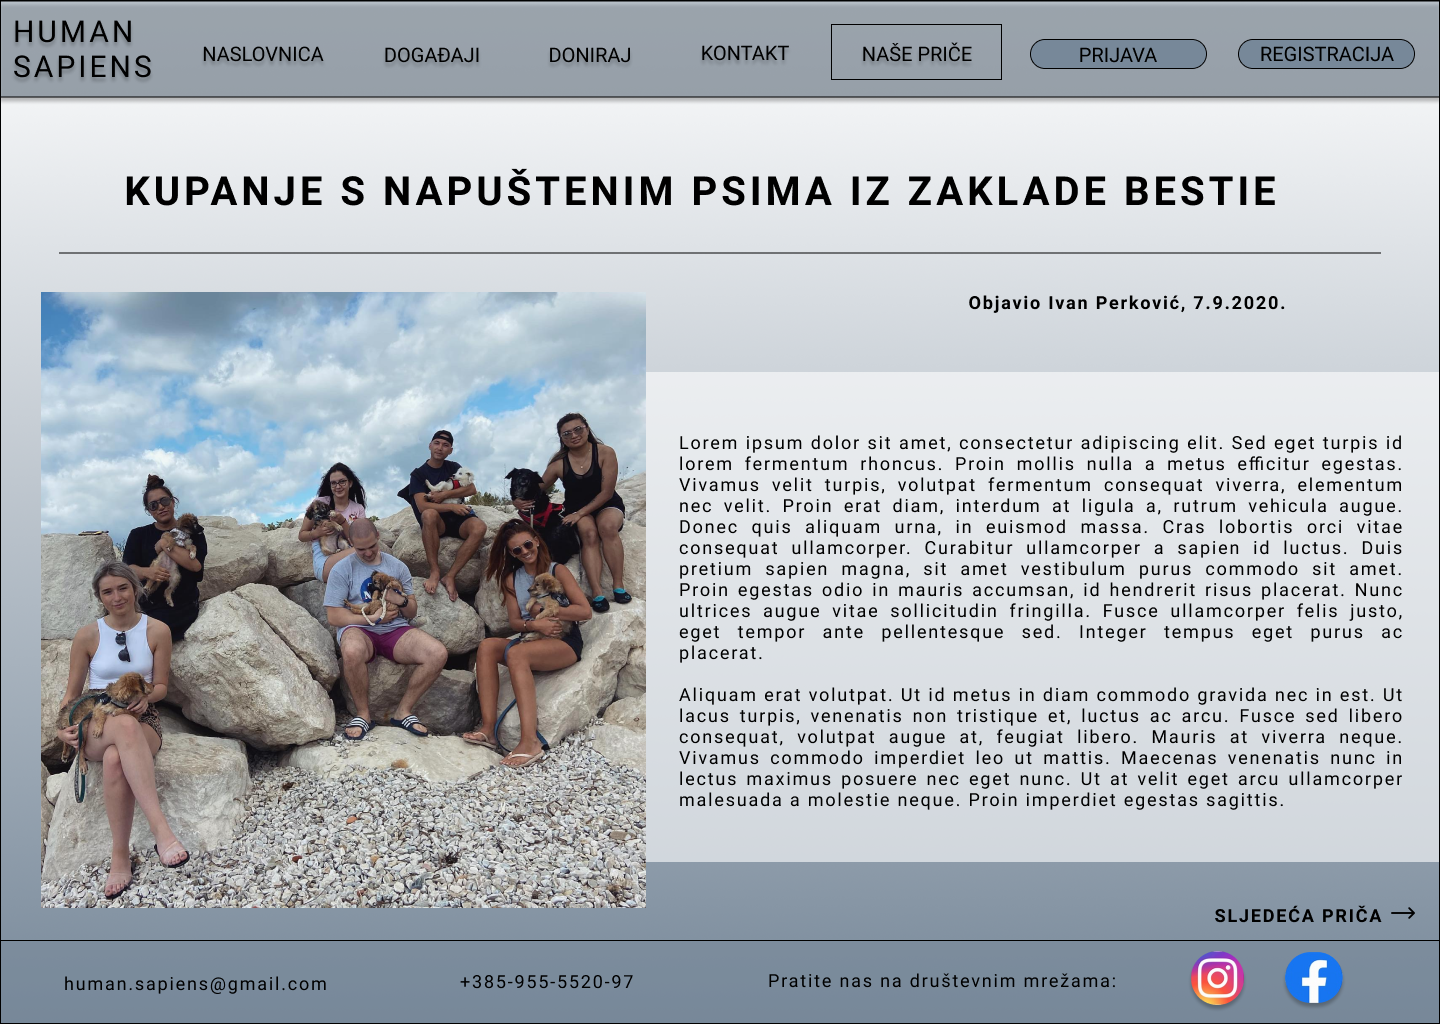 HUMAN
SAPIENS
NASLOVNICA
DOGAĐAJI
DONIRAJ
KONTAKT
NAŠE PRIČE
PRIJAVA
REGISTRACIJA
KUPANJE S NAPUŠTENIM PSIMA IZ ZAKLADE BESTIE
Objavio Ivan Perković, 7.9.2020.
Lorem ipsum dolor sit amet, consectetur adipiscing elit. Sed eget turpis id
lorem fermentum rhoncus. Proin mollis nulla a metus efficitur egestas.
Vivamus velit turpis, volutpat fermentum consequat viverra, elementum
nec velit. Proin erat diam, interdum at ligula a, rutrum vehicula augue.
Donec quis aliquam urna, in euismod massa. Cras lobortis orci vitae
consequat ullamcorper. Curabitur ullamcorper a sapien id luctus. Duis
pretium sapien magna, sit amet vestibulum purus commodo sit amet.
Proin egestas odio in mauris accumsan, id hendrerit risus placerat. Nunc
ultrices augue vitae sollicitudin fringilla. Fusce ullamcorper felis justo,
eget tempor ante pellentesque sed. Integer tempus eget purus ac
placerat.
Aliquam erat volutpat. Ut id metus in diam commodo gravida nec in est. Ut
lacus turpis, venenatis non tristique et, luctus ac arcu. Fusce sed libero
consequat, volutpat augue at, feugiat libero. Mauris at viverra neque.
Vivamus commodo imperdiet leo ut mattis. Maecenas venenatis nunc in
lectus maximus posuere nec eget nunc. Ut at velit eget arcu ullamcorper
malesuada a molestie neque. Proin imperdiet egestas sagittis.
SLJEDEĆA PRIČA →
human.sapiens@gmail.com
+385-955-5520-97
Pratite nas na društevnim mrežama: